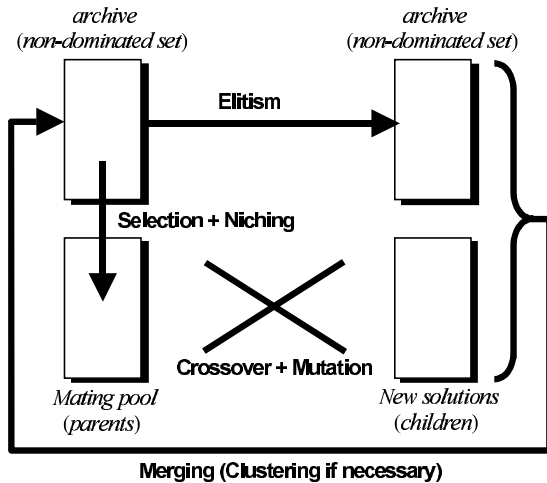 archive
(non-dominated set)
archive
(non-dominated set)
Elitism
Selection + Niching
Crossover + Mutation
Mating pool
(parents)
New solutions
(children)
Merging (Clustering if necessary)